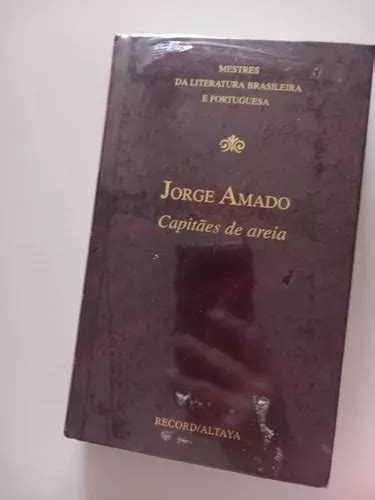 MESTRES
DA LITERATURA BRASILEIRA
E PORTUGUESA
JORGE AMADO
Capitães de areia
RECORD/ALTAYA